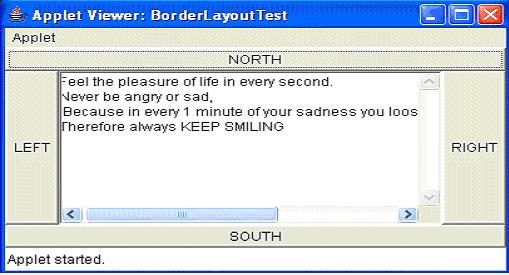 Applet Viewer: BorderLayoutTest
Applet
NORTH
LEFT
Feel the pleasure of life in every second.
Never be angry or sad,
Because in every 1 minute of your sadness you loos
Therefore always KEEP SMILING
RIGHT
SOUTH
Applet started.